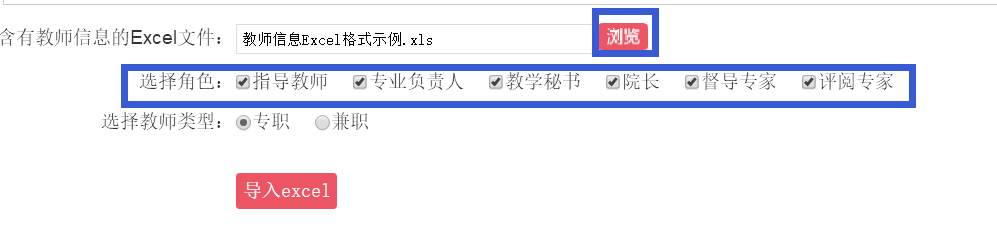 含有教师信息的Excel文件： 教师信息Excel格式示例.xls 浏览
选择角色： 指导教师 专业负责人 教学秘书 院长 督导专家 评阅专家
选择教师类型： 专职 兼职
导入excel